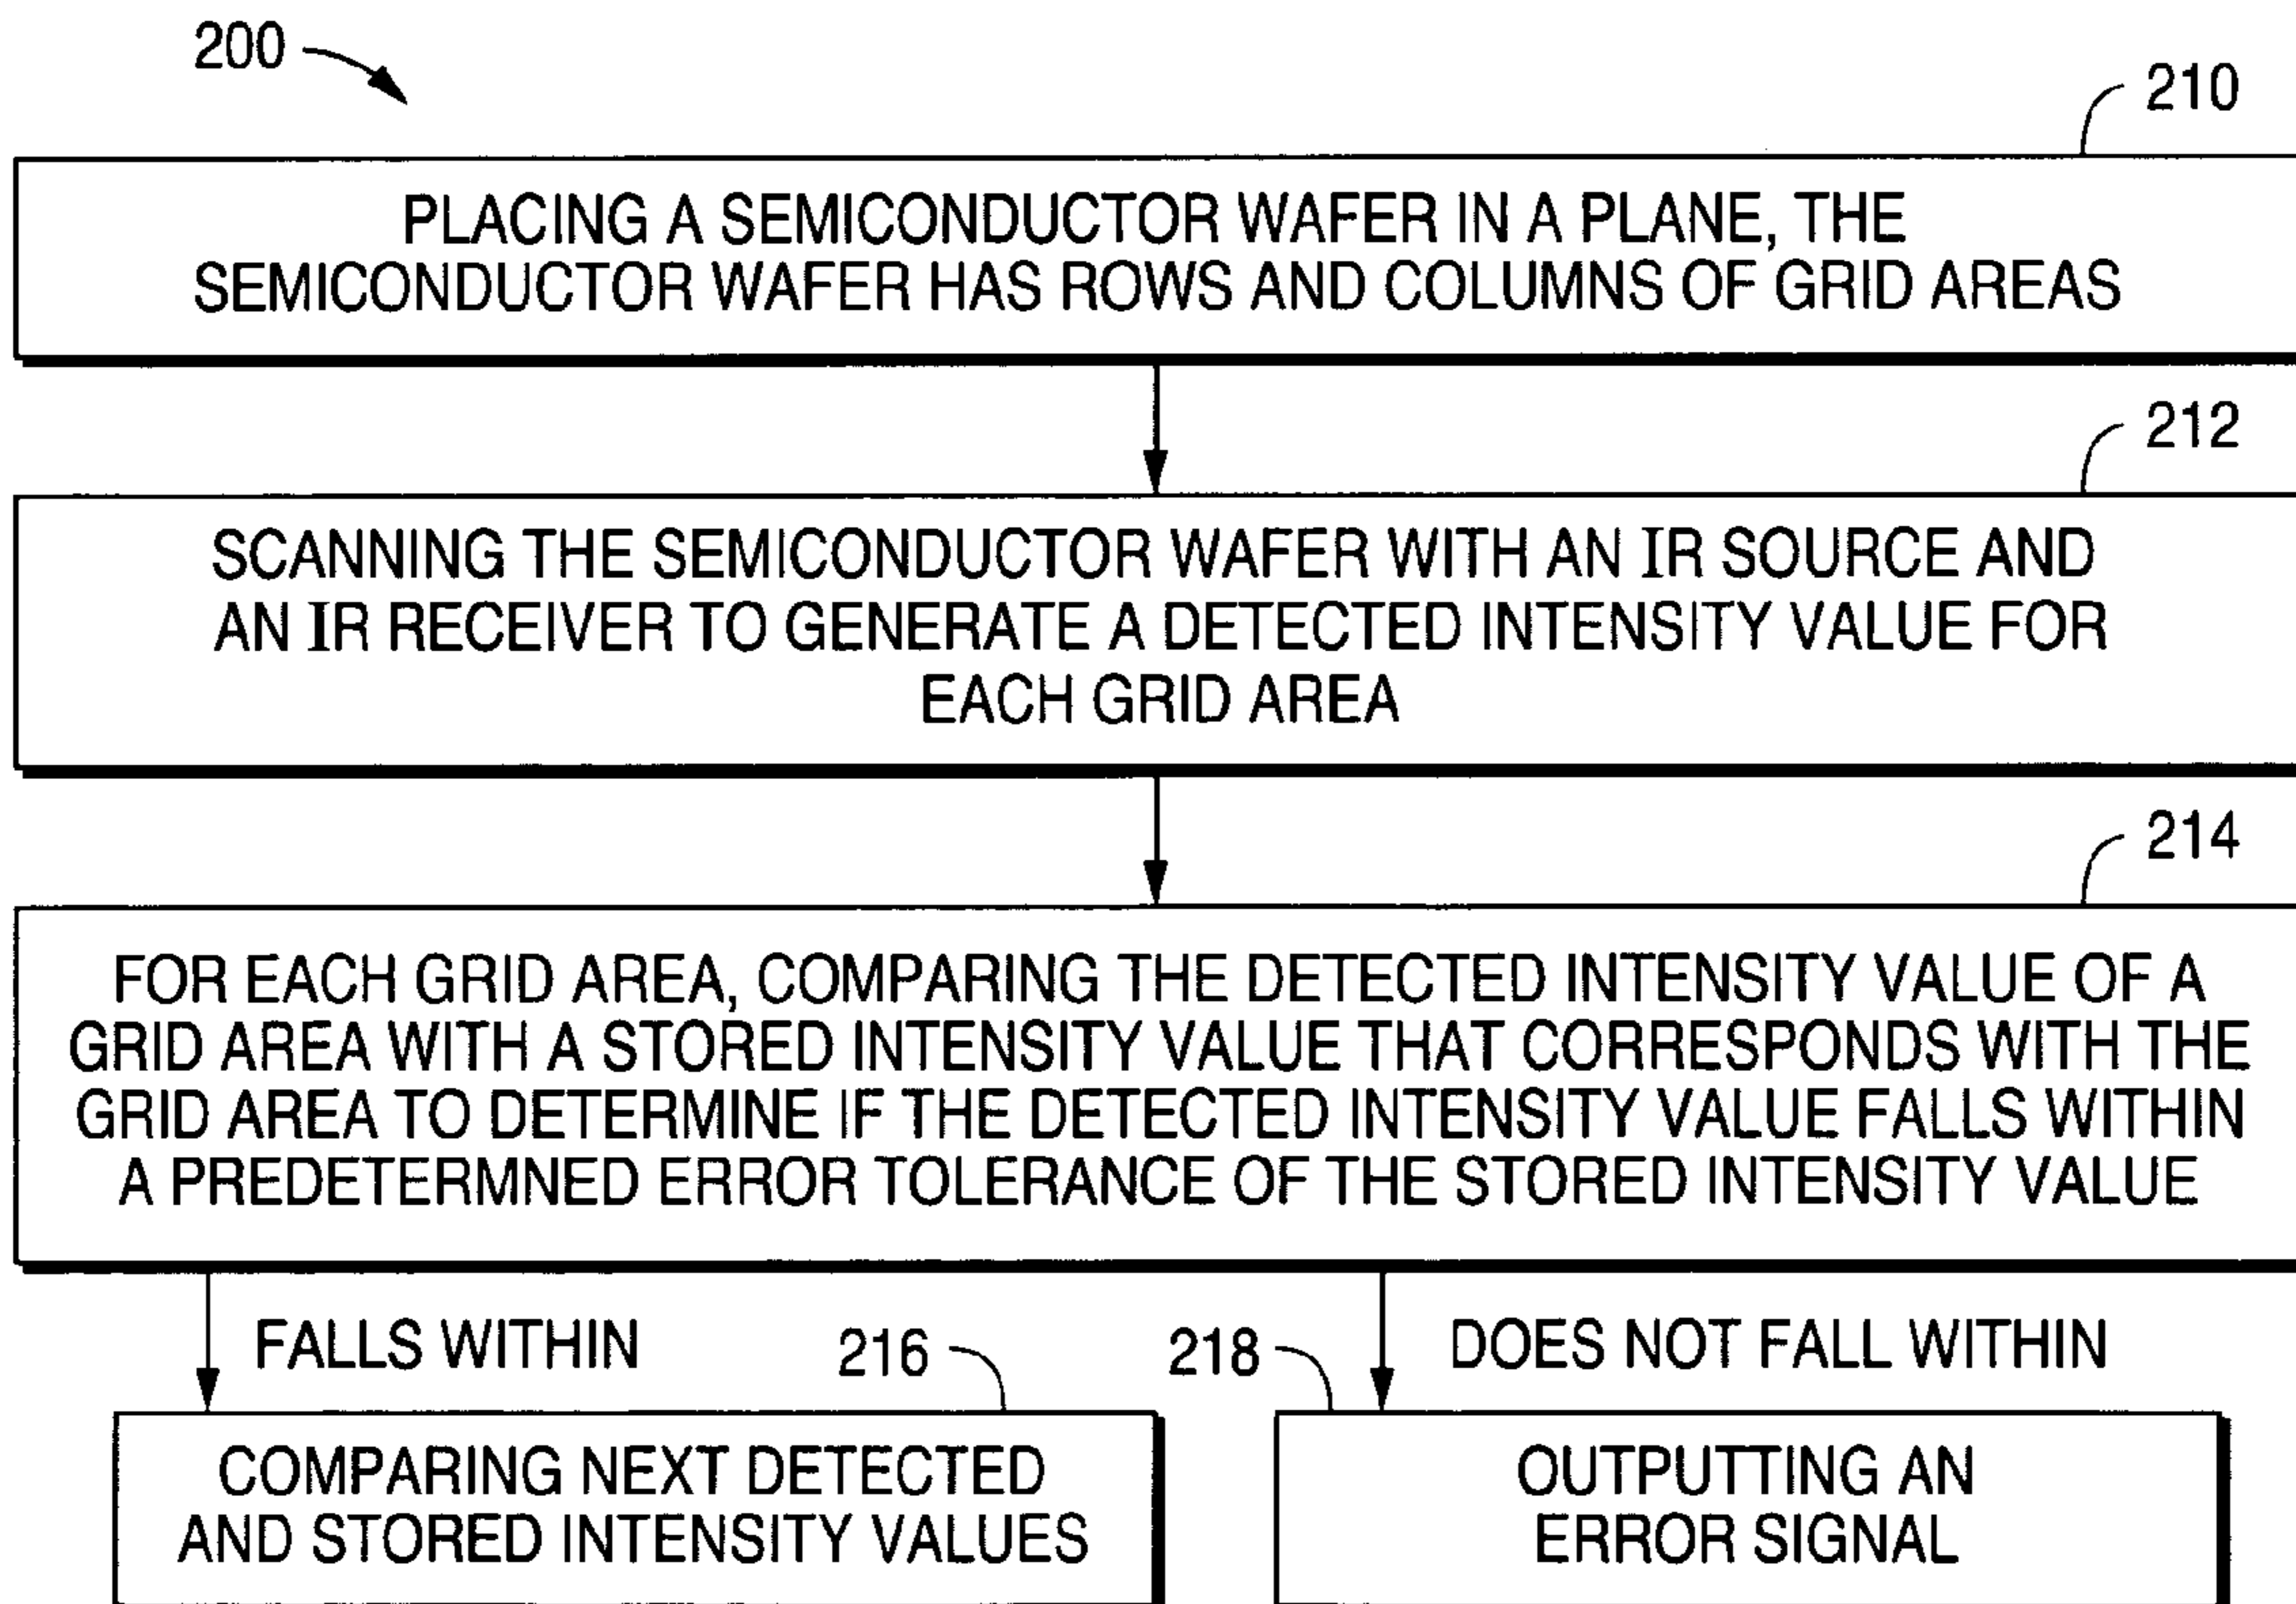 200
210
PLACING A SEMICONDUCTOR WAFER IN A PLANE, THE
SEMICONDUCTOR WAFER HAS ROWS AND COLUMNS OF GRID AREAS
212
SCANNING THE SEMICONDUCTOR WAFER WITH AN IR SOURCE AND
AN IR RECEIVER TO GENERATE A DETECTED INTENSITY VALUE FOR
EACH GRID AREA
214
FOR EACH GRID AREA, COMPARING THE DETECTED INTENSITY VALUE OF A
GRID AREA WITH A STORED INTENSITY VALUE THAT CORRESPONDS WITH THE
GRID AREA TO DETERMINE IF THE DETECTED INTENSITY VALUE FALLS WITHIN
A PREDETERMNED ERROR TOLERANCE OF THE STORED INTENSITY VALUE
FALLS WITHIN
216
218
DOES NOT FALL WITHIN
COMPARING NEXT DETECTED
AND STORED INTENSITY VALUES
OUTPUTTING AN
ERROR SIGNAL